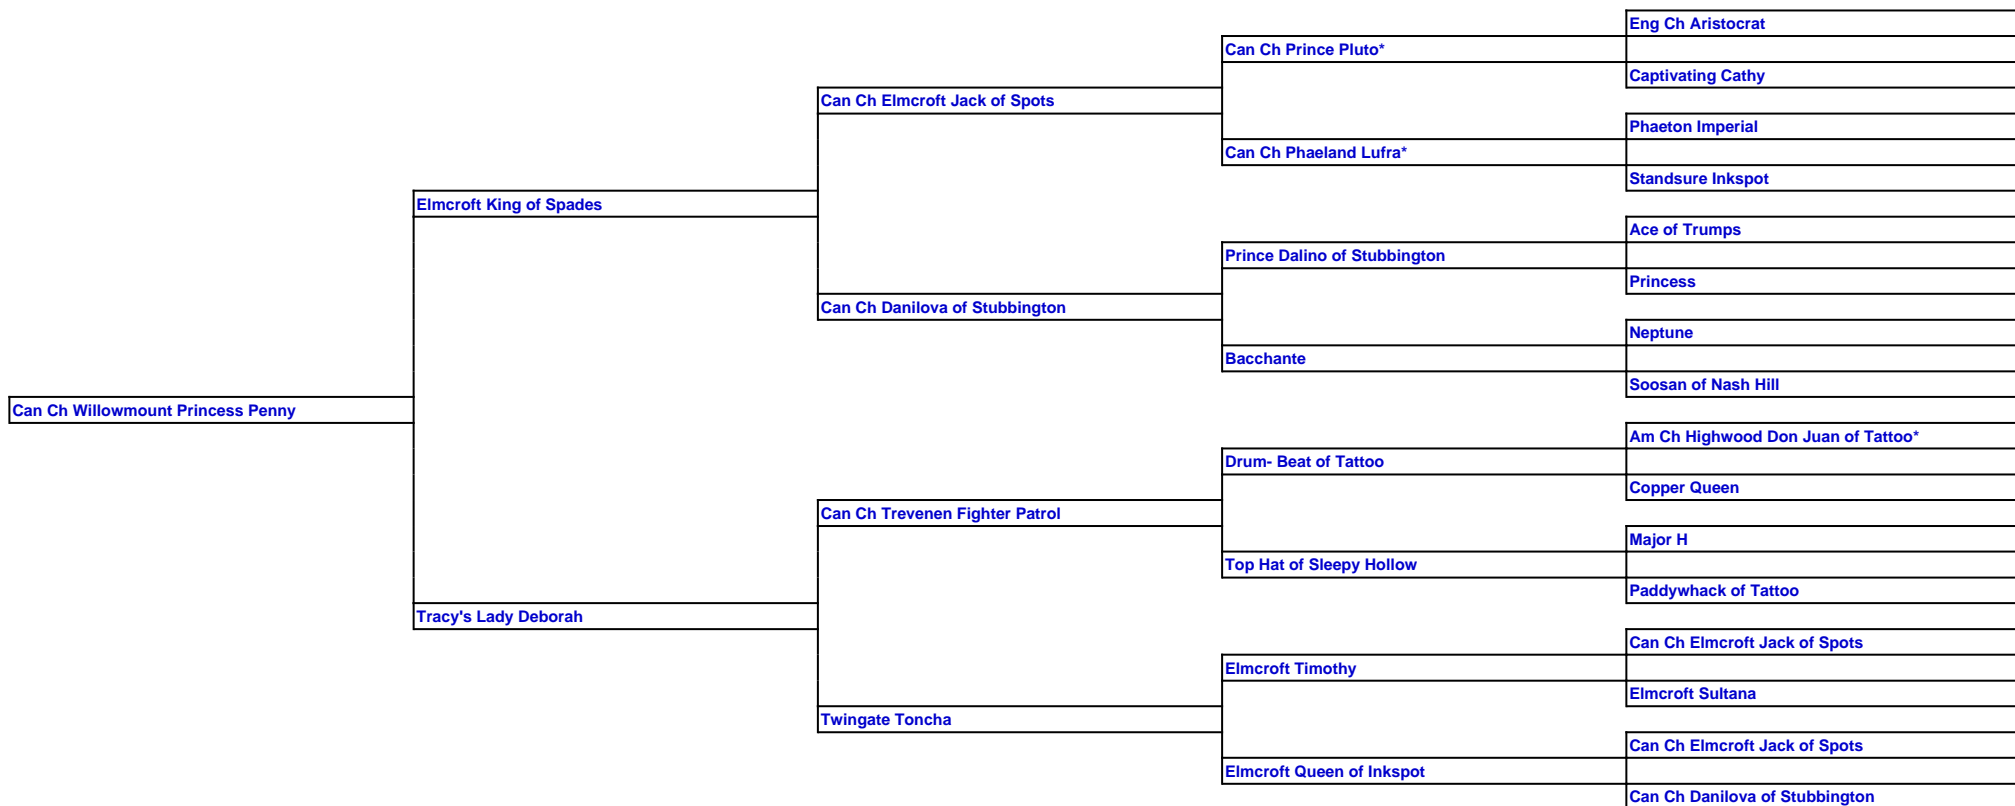 Eng Ch Aristocrat
Can Ch Prince Pluto*
Captivating Cathy
Can Ch Elmcroft Jack of Spots
Phaeton Imperial
Can Ch Phaeland Lufra*
Standsure Inkspot
Elmcroft King of Spades
Ace of Trumps
Prince Dalino of Stubbington
Princess
Can Ch Danilova of Stubbington
Neptune
Bacchante
Soosan of Nash Hill
Can Ch Willowmount Princess Penny
Am Ch Highwood Don Juan of Tattoo*
Drum- Beat of Tattoo
Copper Queen
Can Ch Trevenen Fighter Patrol
Major H
Top Hat of Sleepy Hollow
Paddywhack of Tattoo
Tracy's Lady Deborah
Can Ch Elmcroft Jack of Spots
Elmcroft Timothy
Elmcroft Sultana
Twingate Toncha
Can Ch Elmcroft Jack of Spots
Elmcroft Queen of Inkspot
Can Ch Danilova of Stubbington